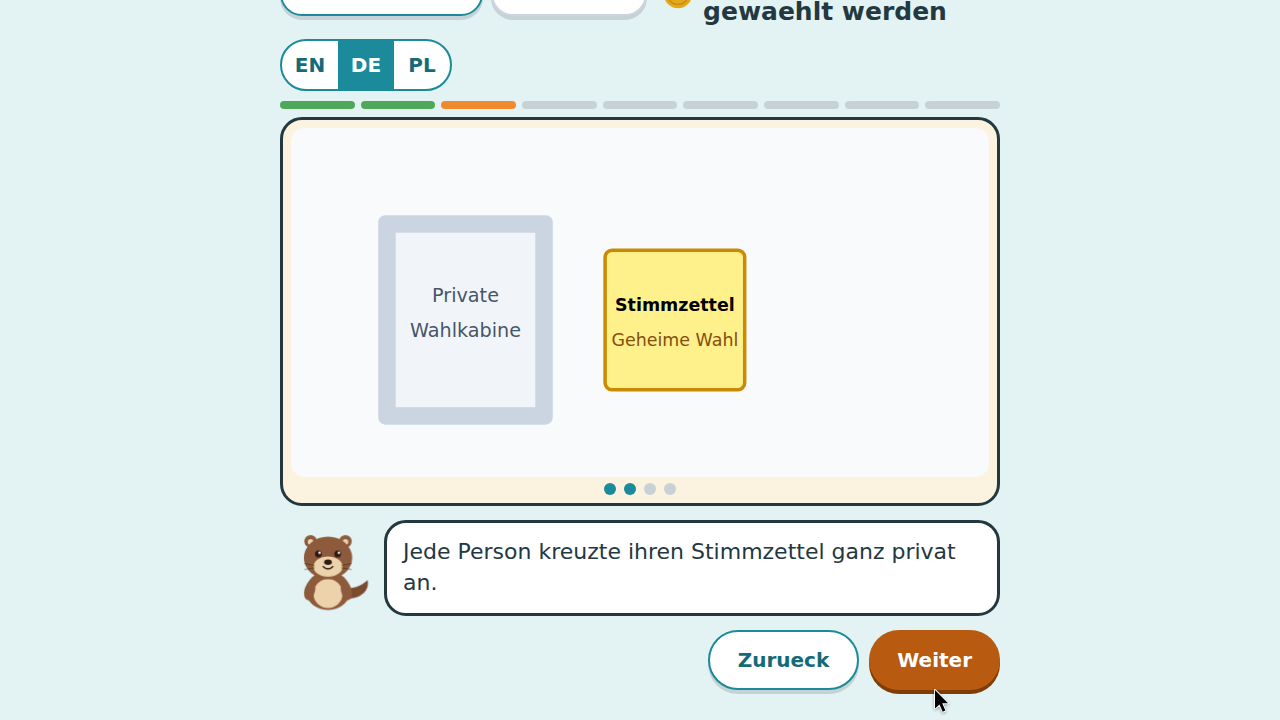 gewaehlt werden
EN DE PL
Private
Wahlkabine
Stimmzettel
Geheime Wahl
Jede Person kreuzte ihren Stimmzettel ganz privat
an.
Zurueck Weiter